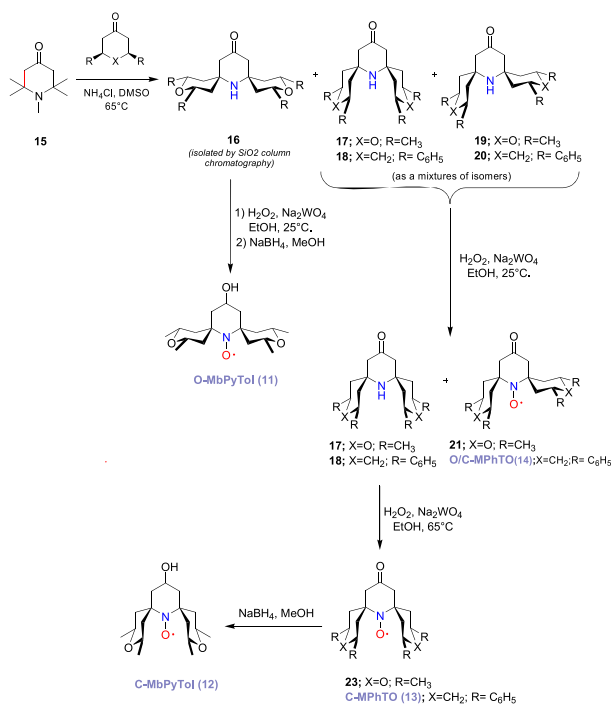 O
O
R R
X
N
NH₄Cl, DMSO
65°C
15
O
R R
O N O
R H R
16
(isolated by SiO2 column
chromatography)
+
O
N
H
R R
X X
R R
17; X=O; R=CH₃
18; X=CH₂; R= C₆H₅
+
O
N
H
R R
X X
R R
19; X=O; R=CH₃
20; X=CH₂; R= C₆H₅
(as a mixtures of isomers)
1) H₂O₂, Na₂WO₄
EtOH, 25°C.
2) NaBH₄, MeOH
H₂O₂, Na₂WO₄
EtOH, 25°C.
OH
N
O O
O•
O-MbPyTol (11)
O
N
H
R R
X X
R R
17; X=O; R=CH₃
18; X=CH₂; R= C₆H₅
+
O
N
R R
X X
R O• R
21; X=O; R=CH₃
O/C-MPhTO(14);X=CH₂;R=C₆H₅
.
H₂O₂, Na₂WO₄
EtOH, 65°C
OH
N
O•
O O
C-MbPyTol (12)
NaBH₄, MeOH
O
N
R O• R
X X
R R
23; X=O; R=CH₃
C-MPhTO (13); X=CH₂; R= C₆H₅